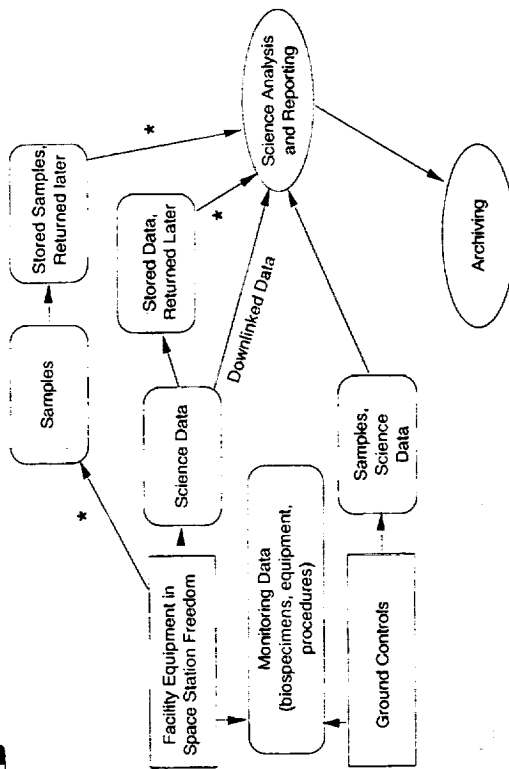 Facility Equipment in
Space Station Freedom
*
Samples
Stored Samples,
Returned later
*
Science Data
Stored Data,
Returned Later
*
Downlinked Data
Monitoring Data
(biospecimens, equipment,
procedures)
Ground Controls
Samples,
Science
Data
Science Analysis
and Reporting
Archiving